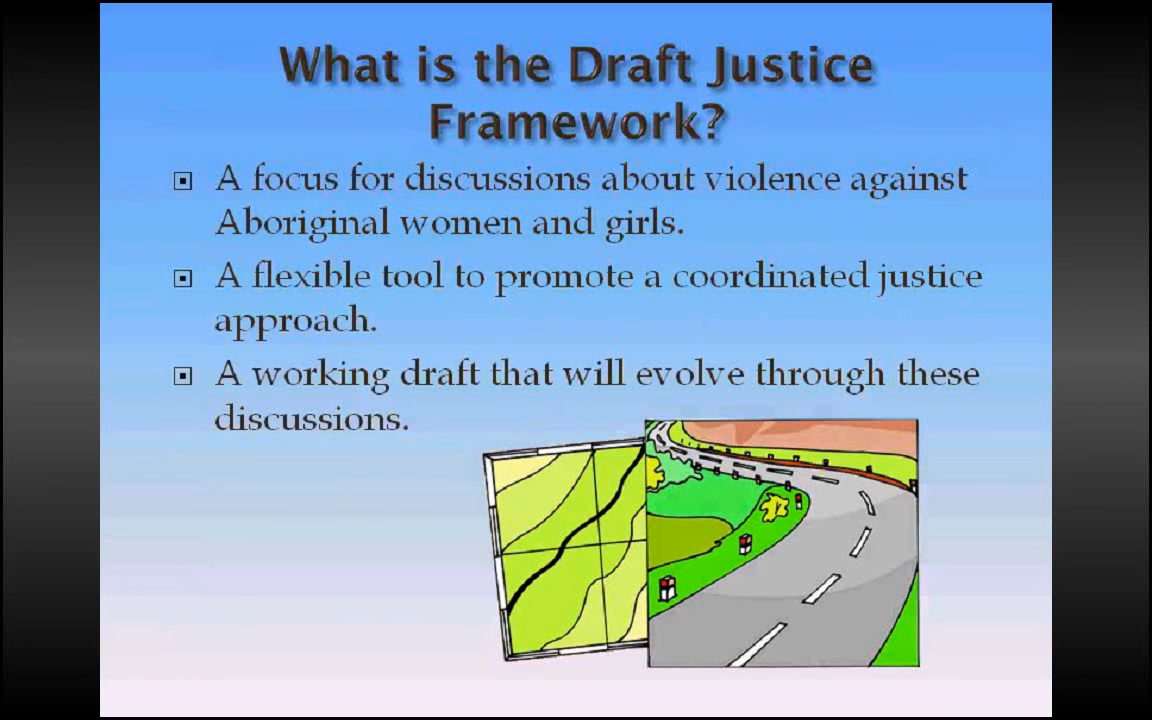 What is the Draft Justice
Framework?
A focus for discussions about violence against
Aboriginal women and girls.
A flexible tool to promote a coordinated justice
approach.
A working draft that will evolve through these
discussions.